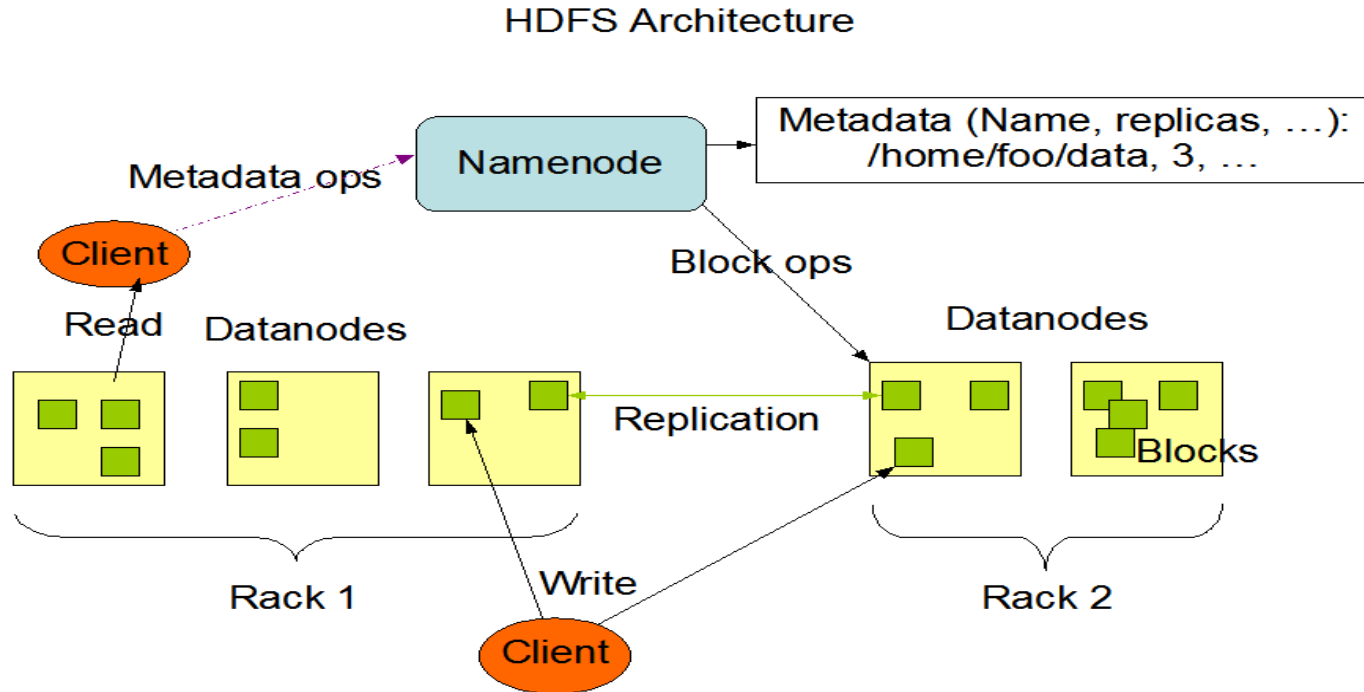 HDFS Architecture
Metadata (Name, replicas, …):
/home/foo/data, 3, …
Namenode
Metadata ops
Client
Block ops
Read
Datanodes
Datanodes
Replication
Blocks
Write
Rack 1
Rack 2
Client